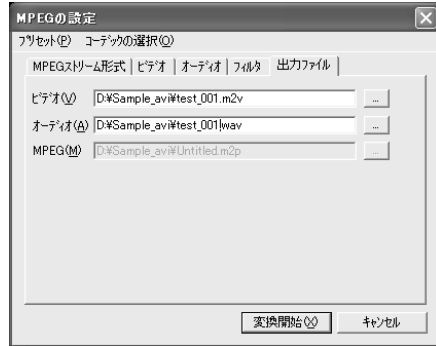 MPEGの設定
プリセット(P) コーデックの選択(O)
MPEGストリーム形式 ビデオ オーディオ フィルタ 出力ファイル
ビデオ(V) D:¥Sample_avi¥test_001.m2v ...
オーディオ(A) D:¥Sample_avi¥test_001.wav ...
MPEG(M) D:¥Sample_avi¥Untitled.m2p ...
変換開始(X) キャンセル